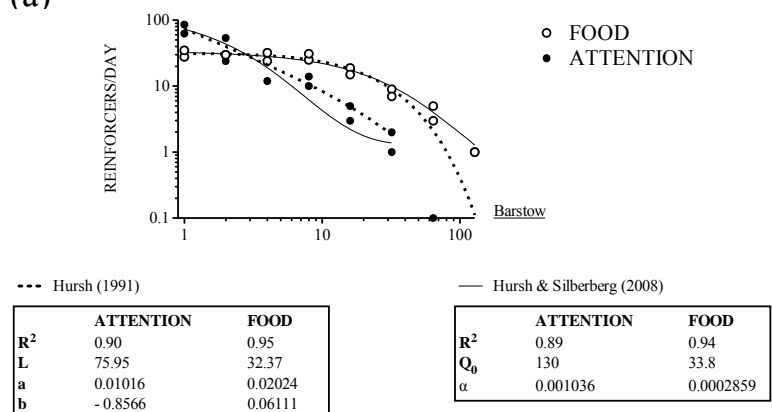 (a)
100
10
1
0.1
REINFORCERS/DAY
1 10 100
FOOD
ATTENTION
Barstow
Hursh (1991)
ATTENTION FOOD
R² 0.90 0.95
L 75.95 32.37
a 0.01016 0.02024
b - 0.8566 0.06111
Hursh & Silberberg (2008)
ATTENTION FOOD
R² 0.89 0.94
Q₀ 130 33.8
α 0.001036 0.0002859